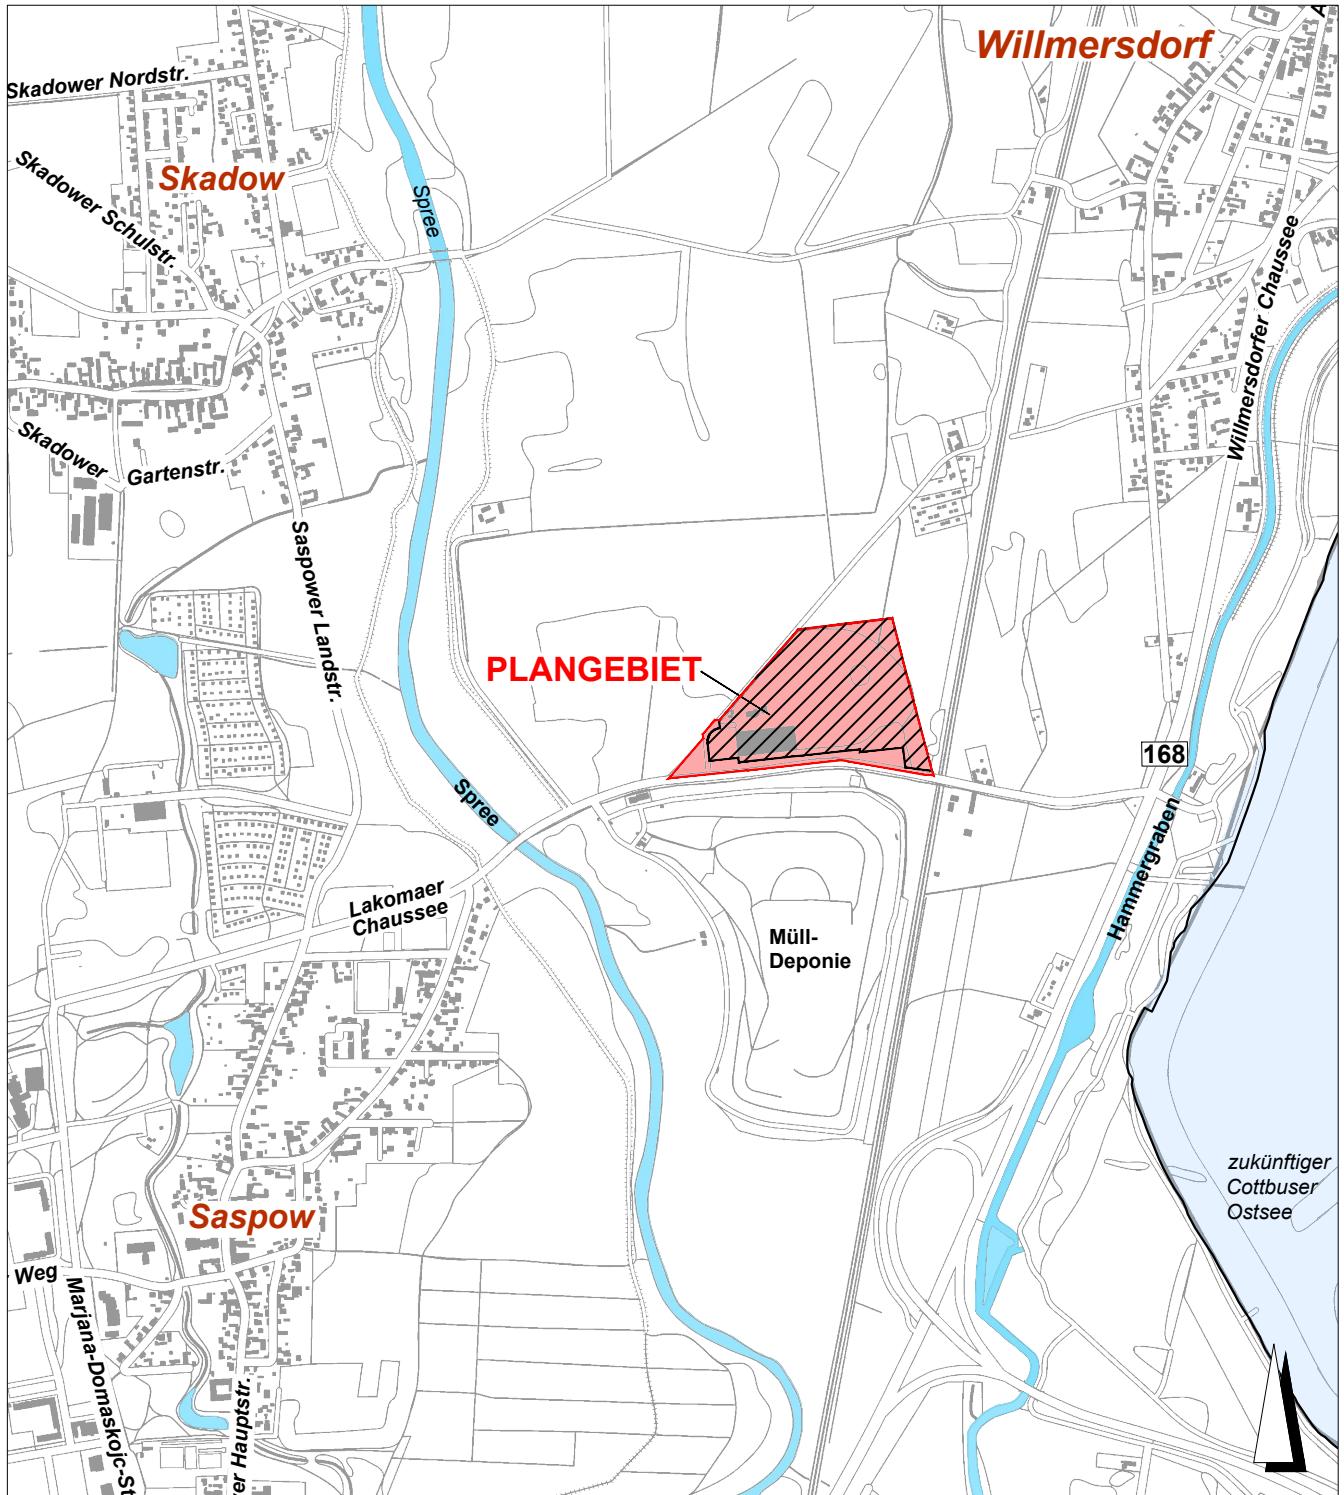 Willmersdorf
Skadower Nordstr.
Skadow
Skadower Schulstr.
Spree
Willmersdorfer Chaussee
Skadower
Gartenstr.
Saspower Landstr.
PLANGEBIET
168
Spree
Hammergraben
Lakomaer
Chaussee
Müll-
Deponie
zukünftiger
Cottbuser
Ostsee
Saspow
Weg
Marjana-Domaskojc-St
er Hauptstr.